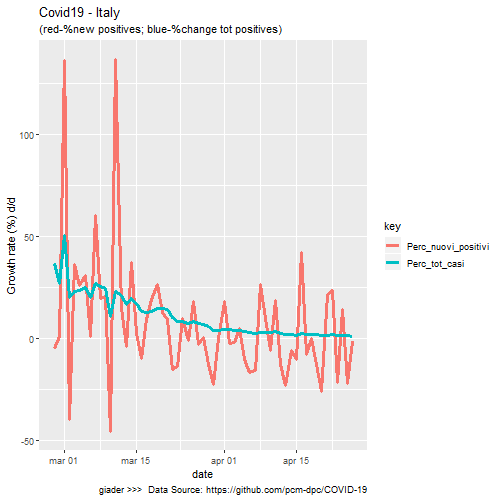 Covid19 - Italy
(red-%new positives; blue-%change tot positives)
Growth rate (%) d/d
100
50
0
-50
mar 01
mar 15
apr 01
apr 15
date
key
Perc_nuovi_positivi
Perc_tot_casi
giader >>> Data Source: https://github.com/pcm-dpc/COVID-19